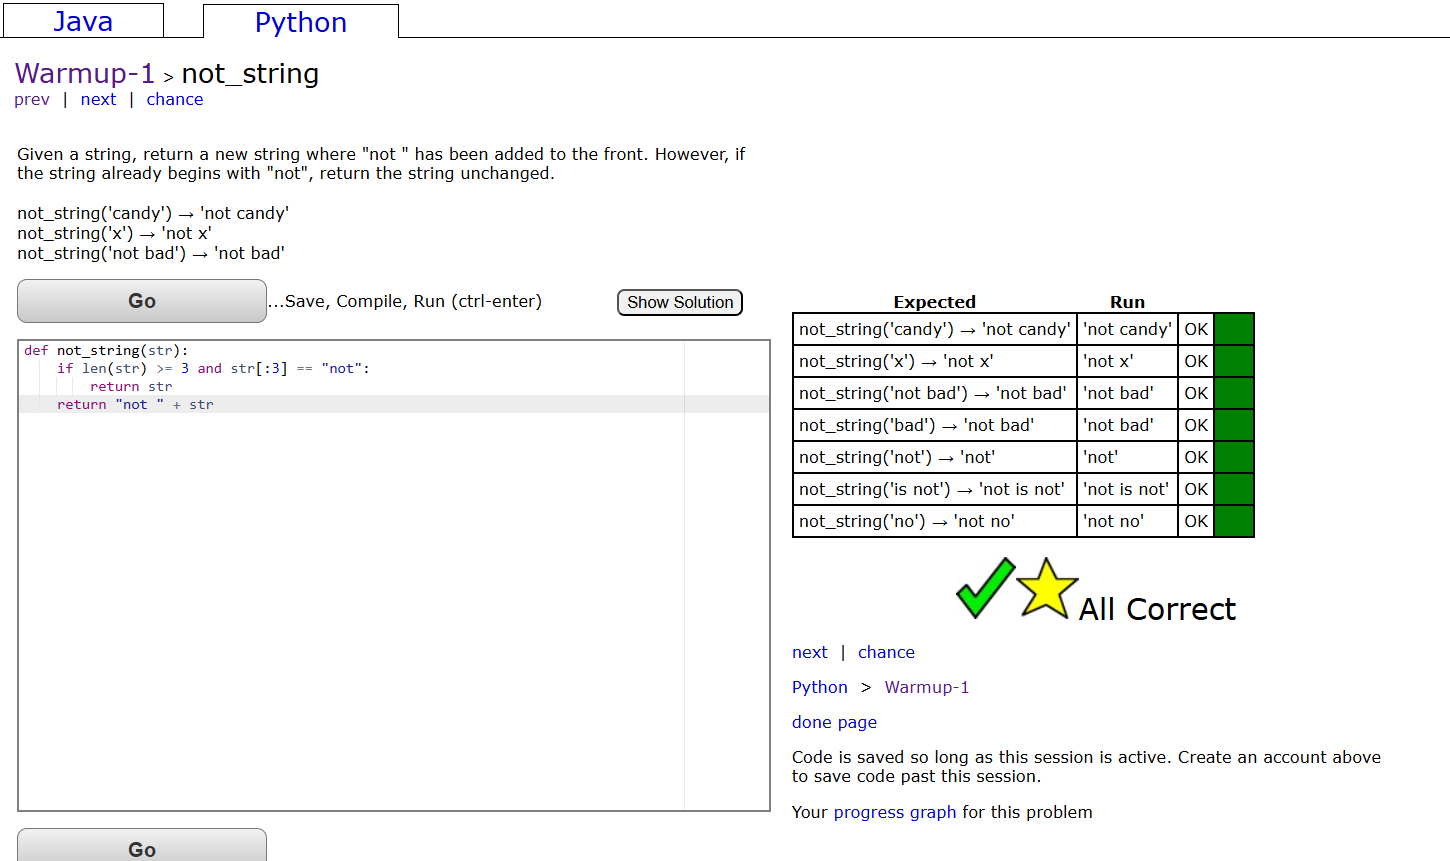 Java
Python
Warmup-1 > not_string
prev | next | chance
Given a string, return a new string where "not " has been added to the front. However, if
the string already begins with "not", return the string unchanged.
not_string('candy') → 'not candy'
not_string('x') → 'not x'
not_string('not bad') → 'not bad'
Go ...Save, Compile, Run (ctrl-enter) Show Solution
def not_string(str):
    if len(str) >= 3 and str[:3] == "not":
        return str
    return "not " + str
Go
Expected Run
not_string('candy') → 'not candy' 'not candy' OK
not_string('x') → 'not x' 'not x' OK
not_string('not bad') → 'not bad' 'not bad' OK
not_string('bad') → 'not bad' 'not bad' OK
not_string('not') → 'not' 'not' OK
not_string('is not') → 'not is not' 'not is not' OK
not_string('no') → 'not no' 'not no' OK
All Correct
next | chance
Python > Warmup-1
done page
Code is saved so long as this session is active. Create an account above
to save code past this session.
Your progress graph for this problem